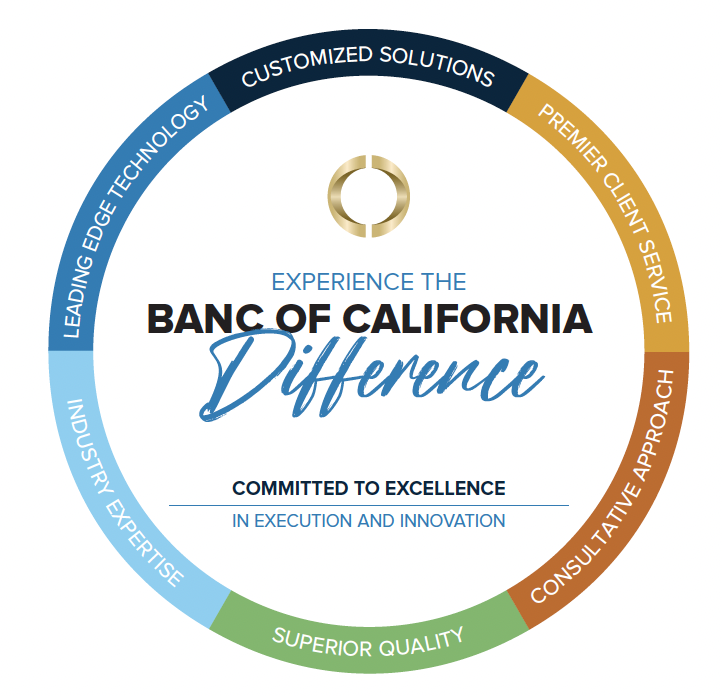 CUSTOMIZED SOLUTIONS
PREMIER CLIENT SERVICE
CONSULTATIVE APPROACH
SUPERIOR QUALITY
INDUSTRY EXPERTISE
LEADING EDGE TECHNOLOGY
EXPERIENCE THE
BANC OF CALIFORNIA
Difference
COMMITTED TO EXCELLENCE
IN EXECUTION AND INNOVATION